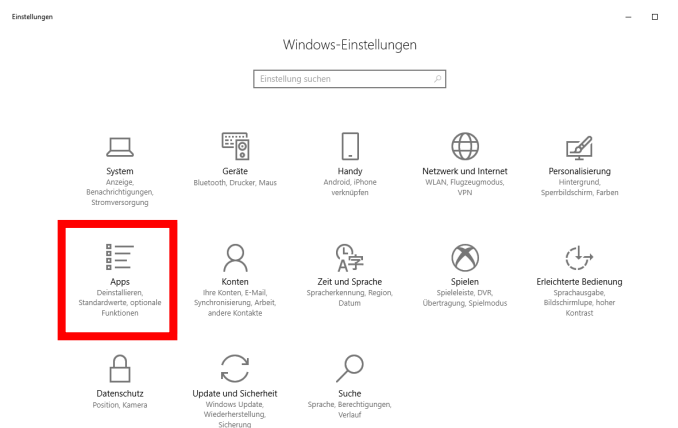 Einstellungen
Windows-Einstellungen
Einstellung suchen
System
Anzeige,
Benachrichtigungen,
Stromversorgung
Geräte
Bluetooth, Drucker, Maus
Handy
Android, iPhone
verknüpfen
Netzwerk und Internet
WLAN, Flugzeugmodus,
VPN
Personalisierung
Hintergrund,
Sperrbildschirm, Farben
Apps
Deinstallieren,
Standardwerte, optionale
Funktionen
Konten
Ihre Konten, E-Mail,
Synchronisierung, Arbeit,
andere Kontakte
Zeit und Sprache
Spracherkennung, Region,
Datum
Spielen
Spieleleiste, DVR,
Übertragung, Spielmodus
Erleichterte Bedienung
Sprachausgabe,
Bildschirmlupe, hoher
Kontrast
Datenschutz
Position, Kamera
Update und Sicherheit
Windows Update,
Wiederherstellung,
Sicherung
Suche
Sprache, Berechtigungen,
Verlauf